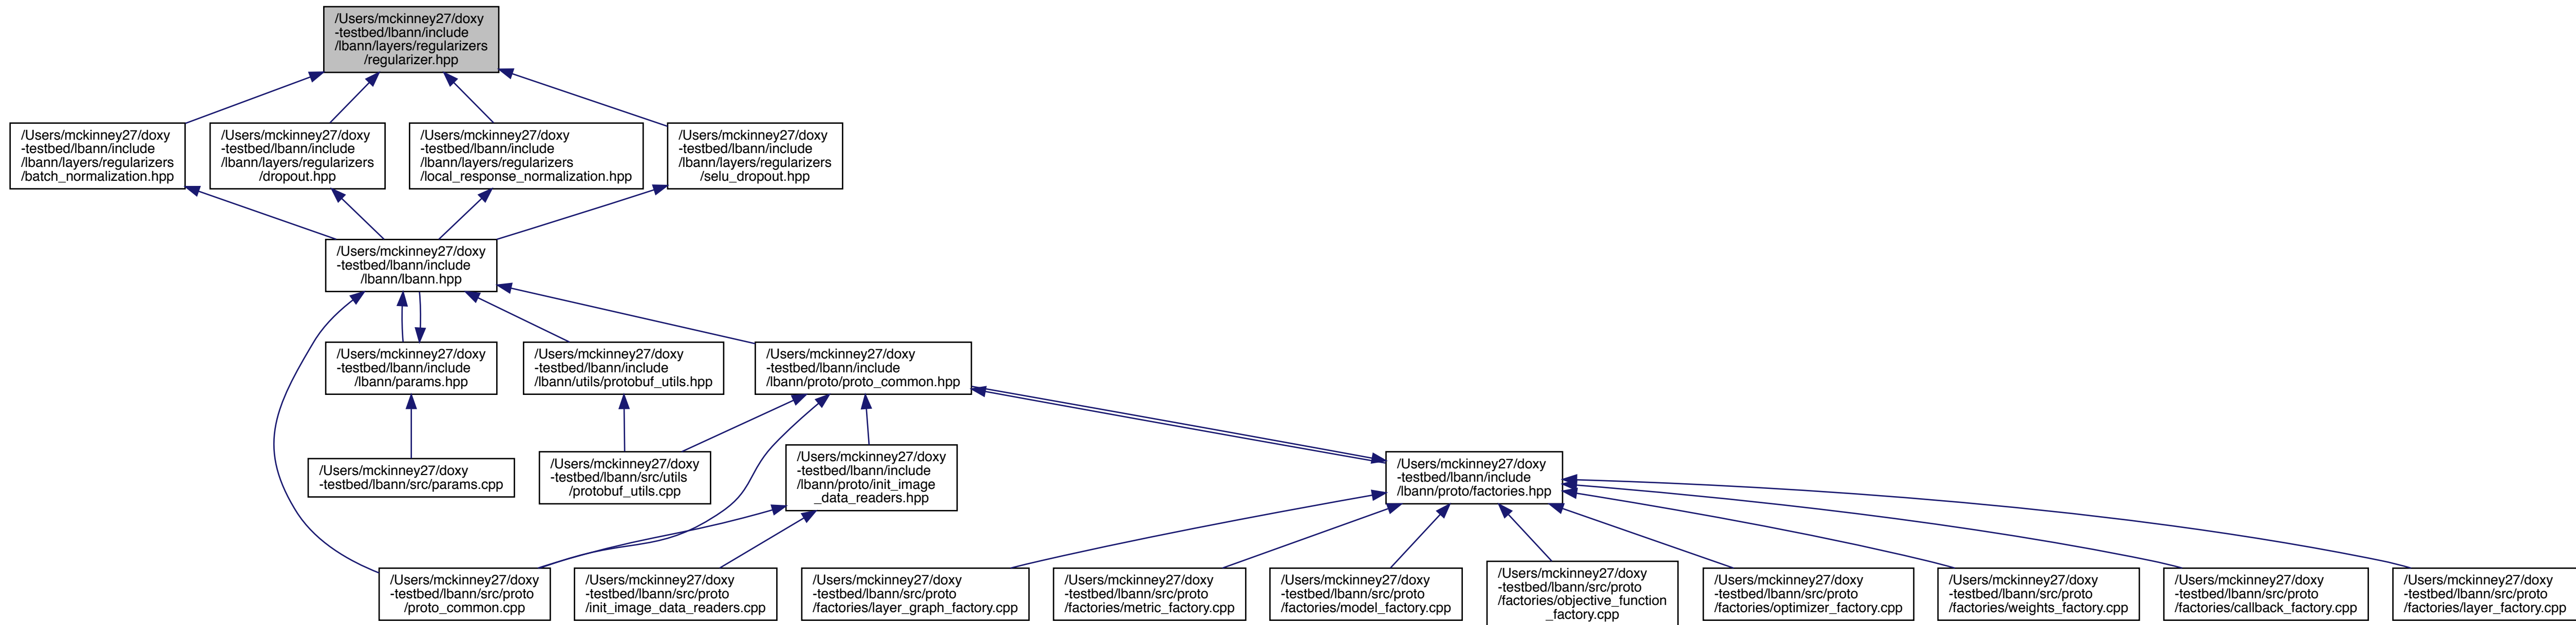 /Users/mckinney27/doxy
-testbed/lbann/include
/lbann/layers/regularizers
/regularizer.hpp
/Users/mckinney27/doxy
-testbed/lbann/include
/lbann/layers/regularizers
/batch_normalization.hpp
/Users/mckinney27/doxy
-testbed/lbann/include
/lbann/layers/regularizers
/dropout.hpp
/Users/mckinney27/doxy
-testbed/lbann/include
/lbann/layers/regularizers
/local_response_normalization.hpp
/Users/mckinney27/doxy
-testbed/lbann/include
/lbann/layers/regularizers
/selu_dropout.hpp
/Users/mckinney27/doxy
-testbed/lbann/include
/lbann/lbann.hpp
/Users/mckinney27/doxy
-testbed/lbann/include
/lbann/params.hpp
/Users/mckinney27/doxy
-testbed/lbann/include
/lbann/utils/protobuf_utils.hpp
/Users/mckinney27/doxy
-testbed/lbann/include
/lbann/proto/proto_common.hpp
/Users/mckinney27/doxy
-testbed/lbann/src/params.cpp
/Users/mckinney27/doxy
-testbed/lbann/src/utils
/protobuf_utils.cpp
/Users/mckinney27/doxy
-testbed/lbann/include
/lbann/proto/init_image
_data_readers.hpp
/Users/mckinney27/doxy
-testbed/lbann/include
/lbann/proto/factories.hpp
/Users/mckinney27/doxy
-testbed/lbann/src/proto
/proto_common.cpp
/Users/mckinney27/doxy
-testbed/lbann/src/proto
/init_image_data_readers.cpp
/Users/mckinney27/doxy
-testbed/lbann/src/proto
/factories/layer_graph_factory.cpp
/Users/mckinney27/doxy
-testbed/lbann/src/proto
/factories/metric_factory.cpp
/Users/mckinney27/doxy
-testbed/lbann/src/proto
/factories/model_factory.cpp
/Users/mckinney27/doxy
-testbed/lbann/src/proto
/factories/objective_function
_factory.cpp
/Users/mckinney27/doxy
-testbed/lbann/src/proto
/factories/optimizer_factory.cpp
/Users/mckinney27/doxy
-testbed/lbann/src/proto
/factories/weights_factory.cpp
/Users/mckinney27/doxy
-testbed/lbann/src/proto
/factories/callback_factory.cpp
/Users/mckinney27/doxy
-testbed/lbann/src/proto
/factories/layer_factory.cpp